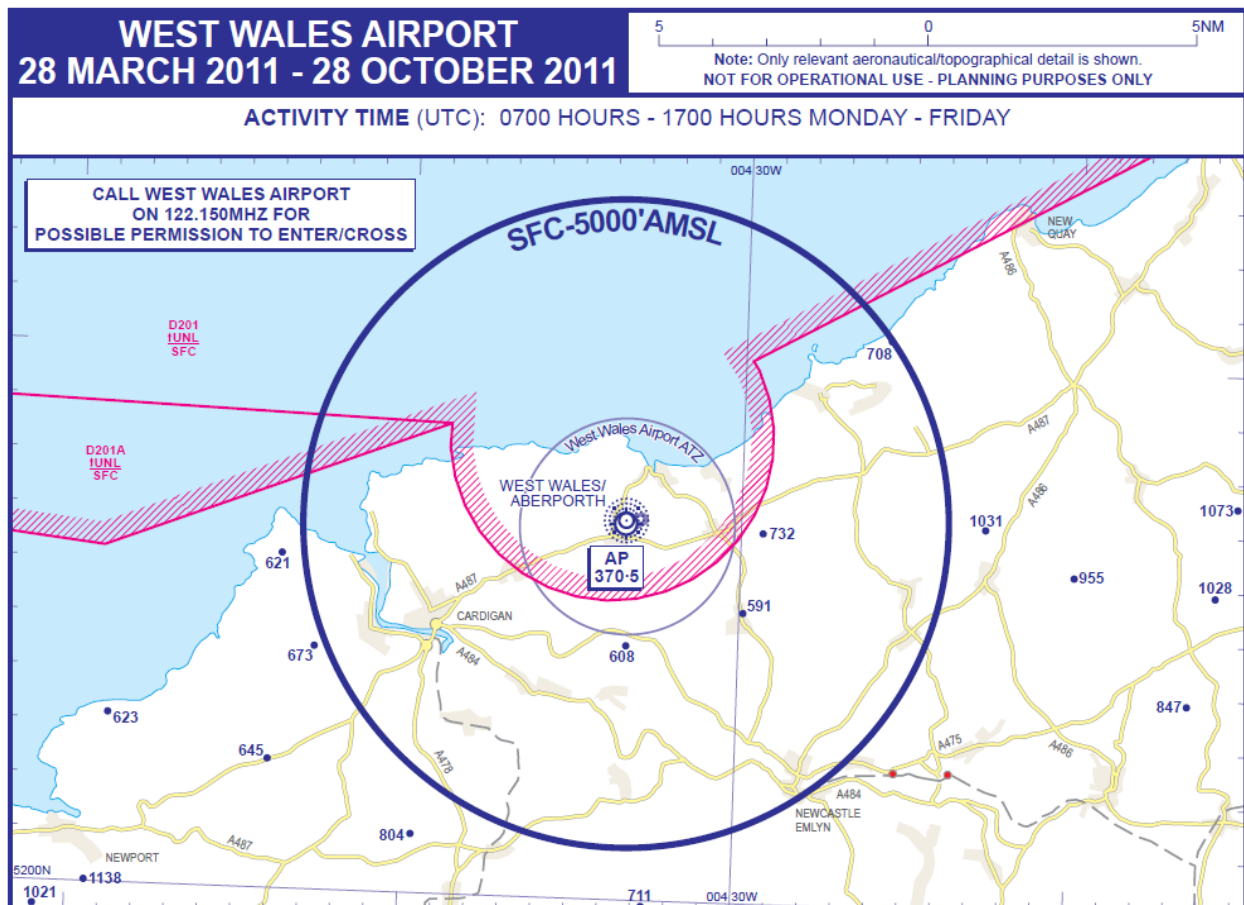 WEST WALES AIRPORT
28 MARCH 2011 - 28 OCTOBER 2011
5 0 5NM
Note: Only relevant aeronautical/topographical detail is shown.
NOT FOR OPERATIONAL USE - PLANNING PURPOSES ONLY
ACTIVITY TIME (UTC): 0700 HOURS - 1700 HOURS MONDAY - FRIDAY
CALL WEST WALES AIRPORT
ON 122.150MHZ FOR
POSSIBLE PERMISSION TO ENTER/CROSS
004 30W
SFC-5000'AMSL
NEW
QUAY
A486
D201
†UNL
SFC
708
D201A
†UNL
SFC
A487
West Wales Airport ATZ
WEST WALES/
ABERPORTH
A486
1073
1031
732
621
AP
370·5
955
A487
1028
591
CARDIGAN
673
A484
608
623
847
645
A478
A475
A486
A484
NEWCASTLE
EMLYN
804
A487
NEWPORT
5200N
1138
1021
711
004 30W